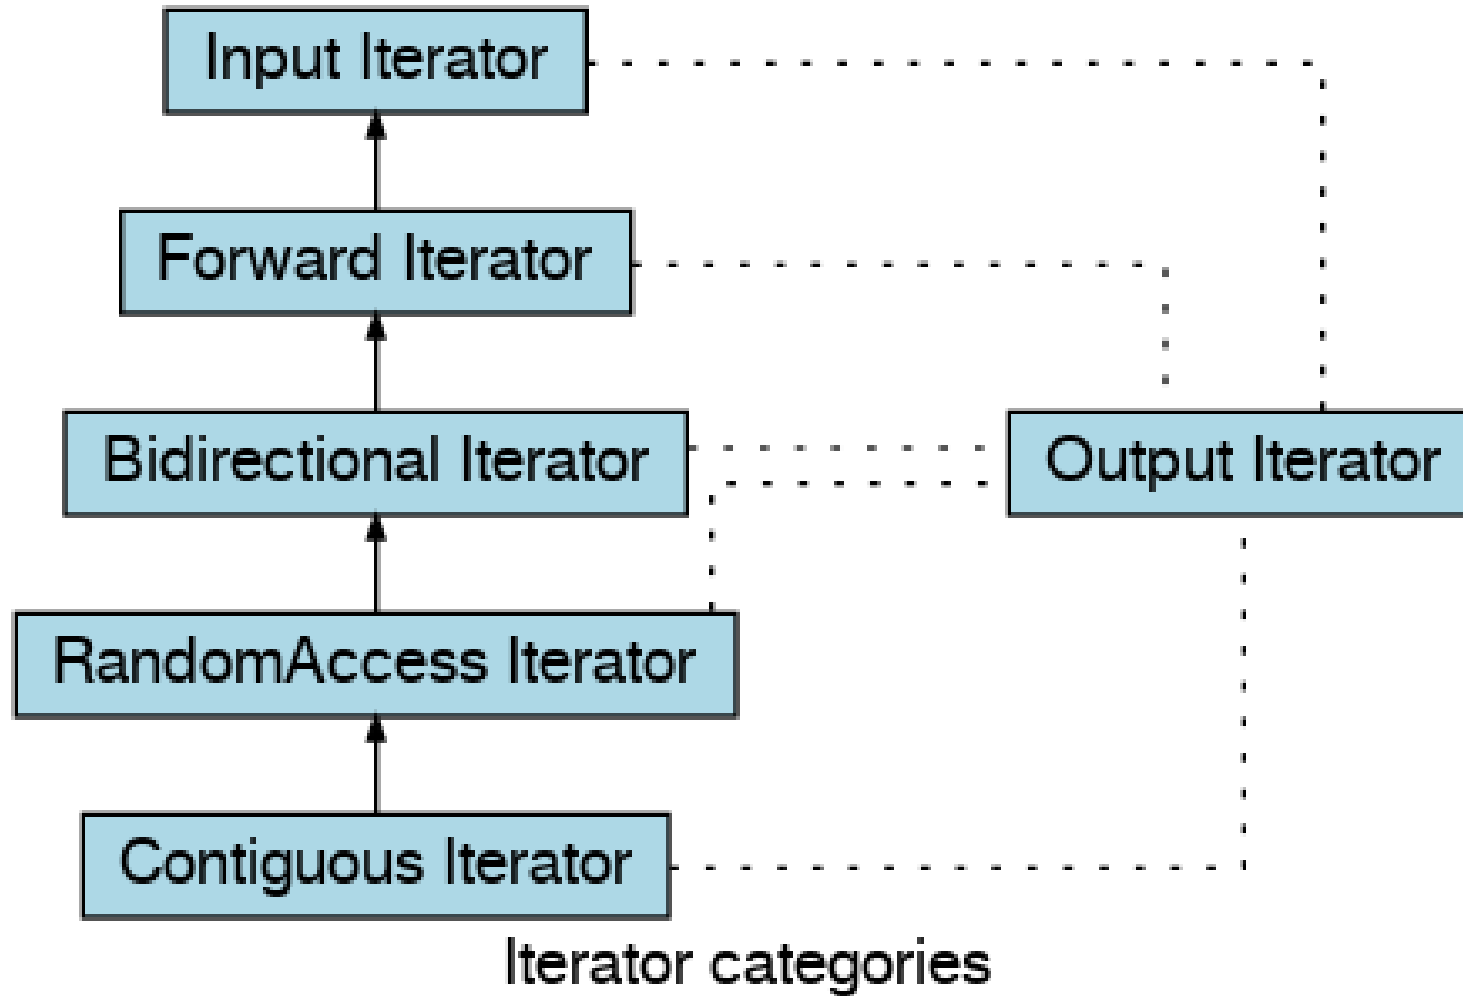 Input Iterator
Forward Iterator
Bidirectional Iterator
Output Iterator
RandomAccess Iterator
Contiguous Iterator
Iterator categories